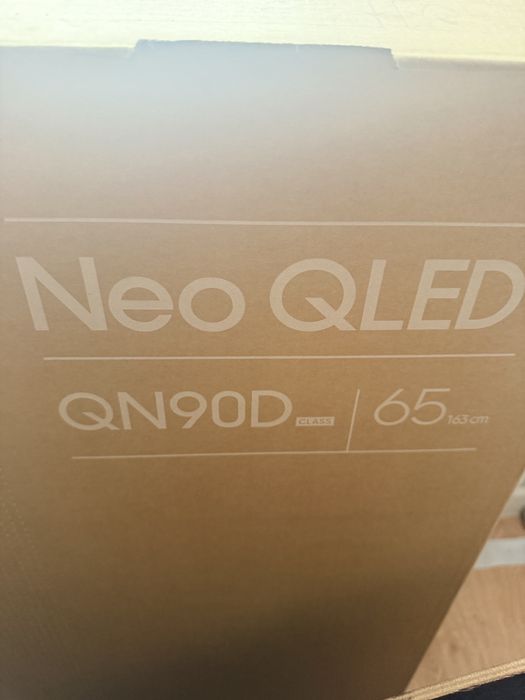 Neo QLED
QN90D CLASS 65 163 cm